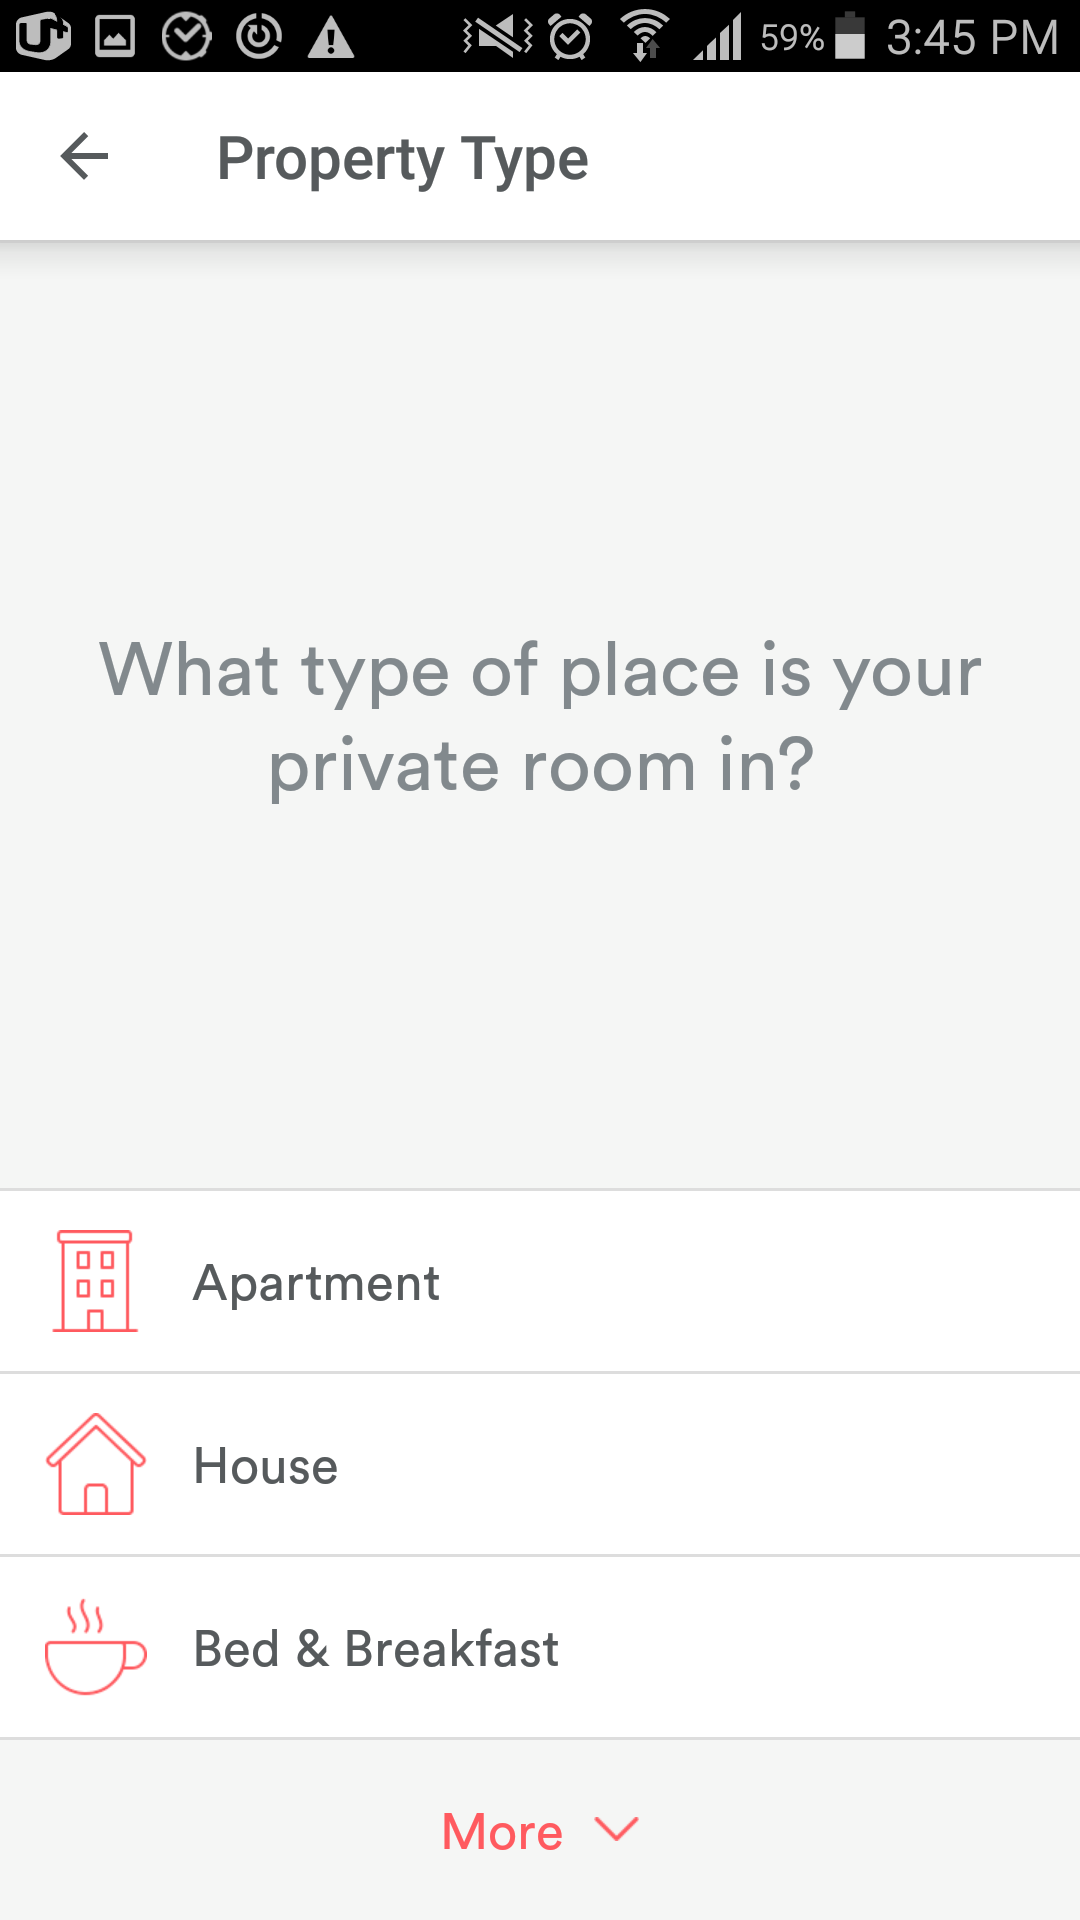 U+ 59% 3:45 PM
Property Type
What type of place is your
private room in?
Apartment
House
Bed & Breakfast
More